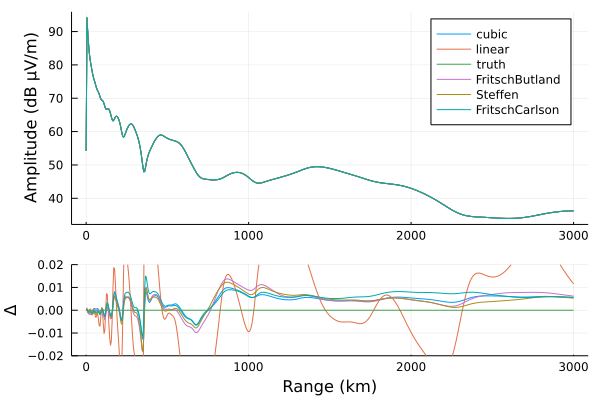 Amplitude (dB μV/m)
90
80
70
60
50
40
0
1000
2000
3000
cubic
linear
truth
FritschButland
Steffen
FritschCarlson
Δ
0.02
0.01
0.00
−0.01
−0.02
0
1000
2000
3000
Range (km)